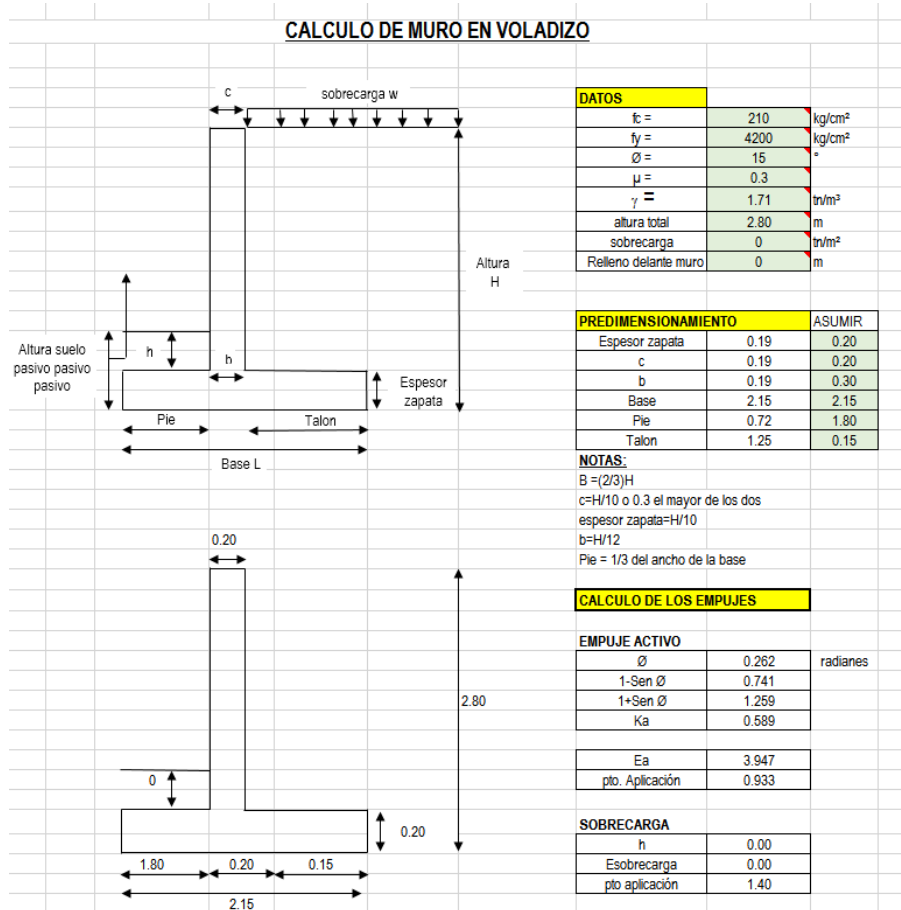 CALCULO DE MURO EN VOLADIZO
c
sobrecarga w
Altura
H
Altura suelo
pasivo pasivo
pasivo
h
b
Espesor
zapata
Pie
Talon
Base L
DATOS
fc = 210 kg/cm²
fy = 4200 kg/cm²
Ø = 15 °
µ = 0.3
γ = 1.71 tn/m³
altura total 2.80 m
sobrecarga 0 tn/m²
Relleno delante muro 0 m
PREDIMENSIONAMIENTO ASUMIR
Espesor zapata 0.19 0.20
c 0.19 0.20
b 0.19 0.30
Base 2.15 2.15
Pie 0.72 1.80
Talon 1.25 0.15
NOTAS:
B =(2/3)H
c=H/10 o 0.3 el mayor de los dos
espesor zapata=H/10
b=H/12
Pie = 1/3 del ancho de la base
0.20
2.80
0
0.20
1.80 0.20 0.15
2.15
CALCULO DE LOS EMPUJES
EMPUJE ACTIVO
Ø 0.262 radianes
1-Sen Ø 0.741
1+Sen Ø 1.259
Ka 0.589
Ea 3.947
pto. Aplicación 0.933
SOBRECARGA
h 0.00
Esobrecarga 0.00
pto aplicación 1.40